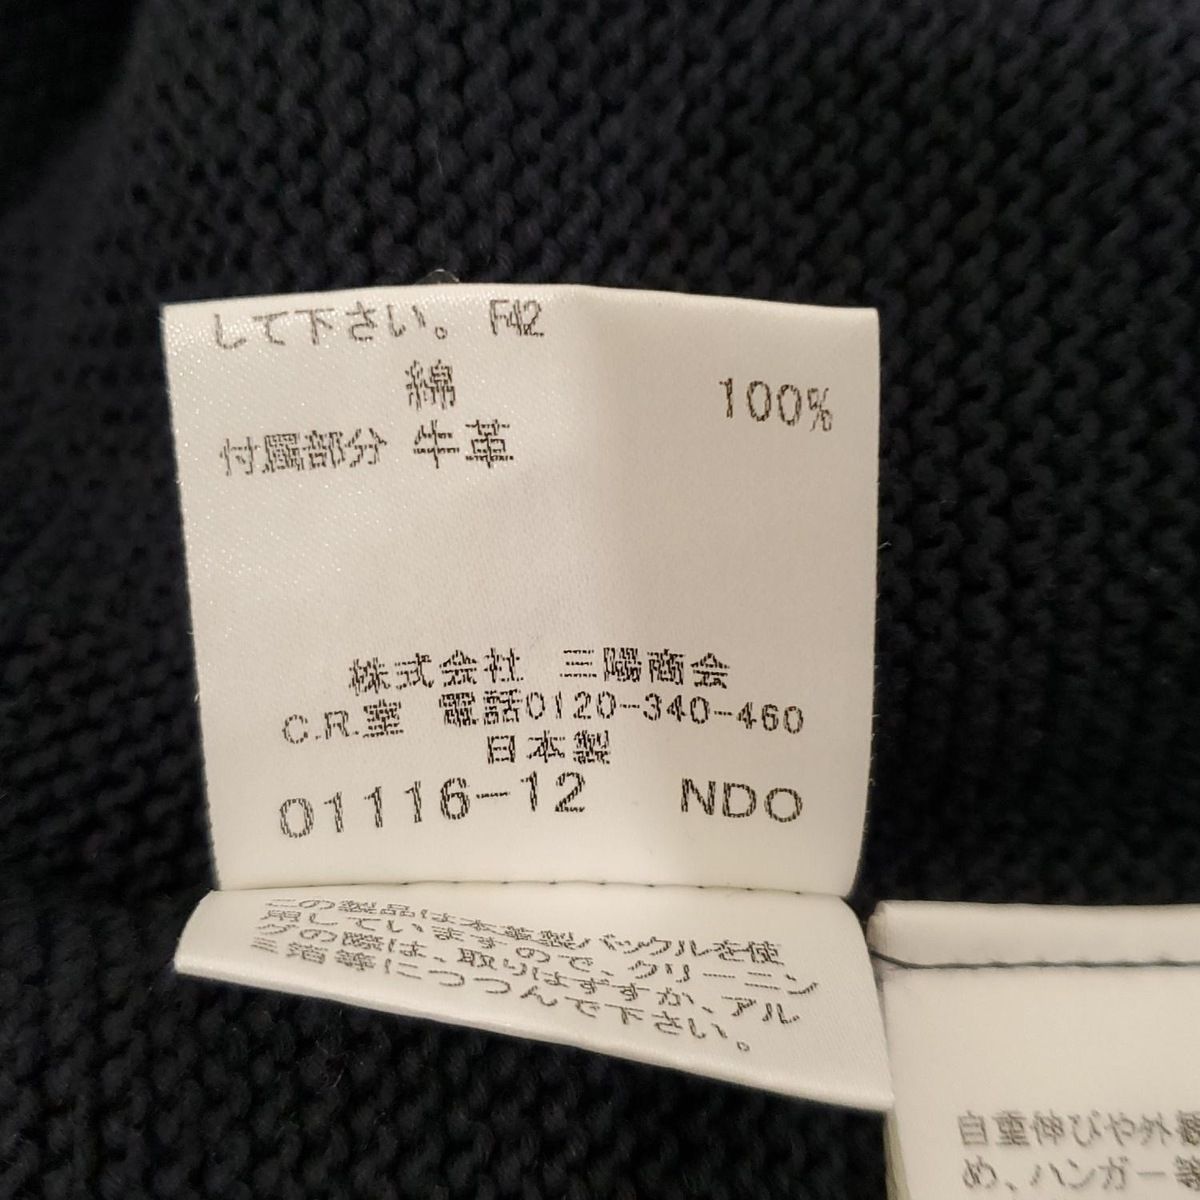 して下さい。 F42
綿 100%
付属部分 牛革
株式会社 三陽商会
C.R.室 電話0120-340-460
日本製
01116-12 NDO
この製品は本革製バックルを使
用していますので、クリーニン
グの際は、取りはずすか、アル
ミ箔等につつんで下さい。
自重伸びや外観
め、ハンガー等